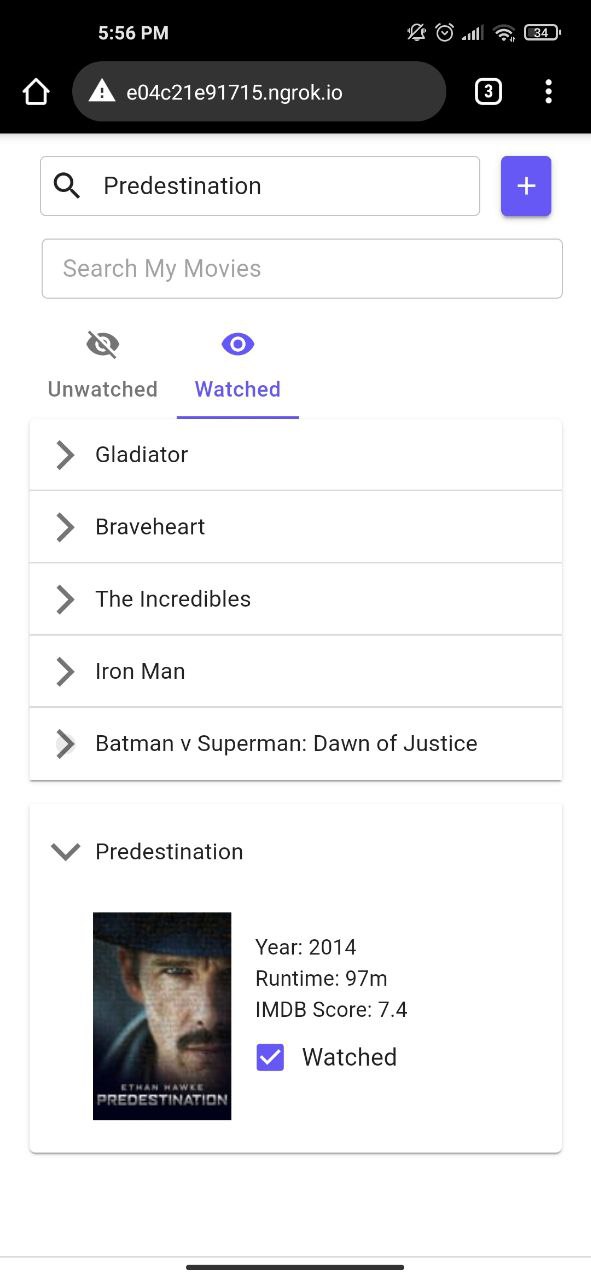 5:56 PM
34
e04c21e91715.ngrok.io
3
Predestination
+
Search My Movies
Unwatched
Watched
Gladiator
Braveheart
The Incredibles
Iron Man
Batman v Superman: Dawn of Justice
Predestination
Year: 2014
Runtime: 97m
IMDB Score: 7.4
Watched
ETHAN HAWKE
PREDESTINATION